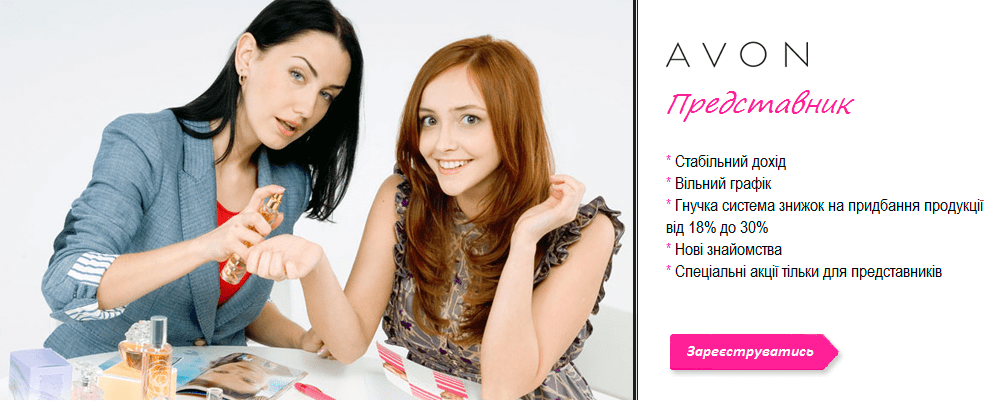 AVON
Представник
* Стабільний дохід
* Вільний графік
* Гнучка система знижок на придбання продукції
від 18% до 30%
* Нові знайомства
* Спеціальні акції тільки для представників
Зареєструватись